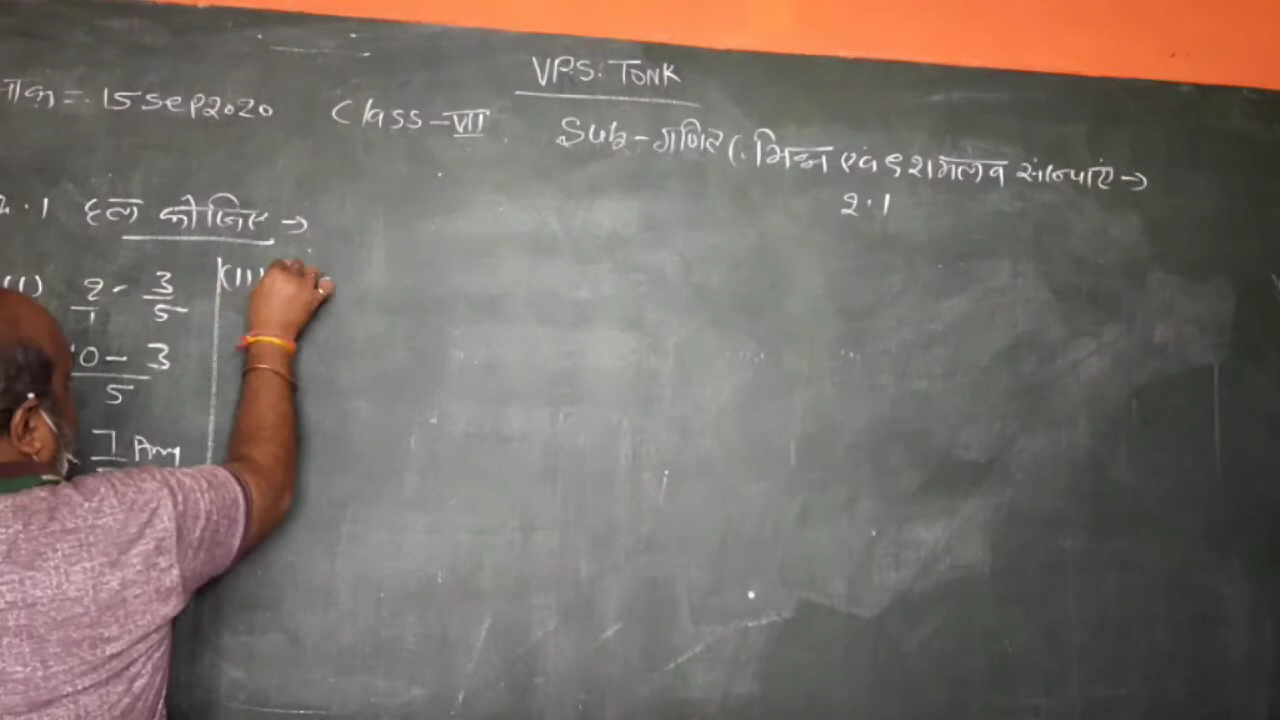 VPS: TONK
15 Sep 2020 Class-VII Sub-गणित (. भिन्न एवं दशमलव संख्याएं →
2.1
.1 हल कीजिए →
(I) 2/1 - 3/5
10 - 3 / 5
7 Ans
(II)